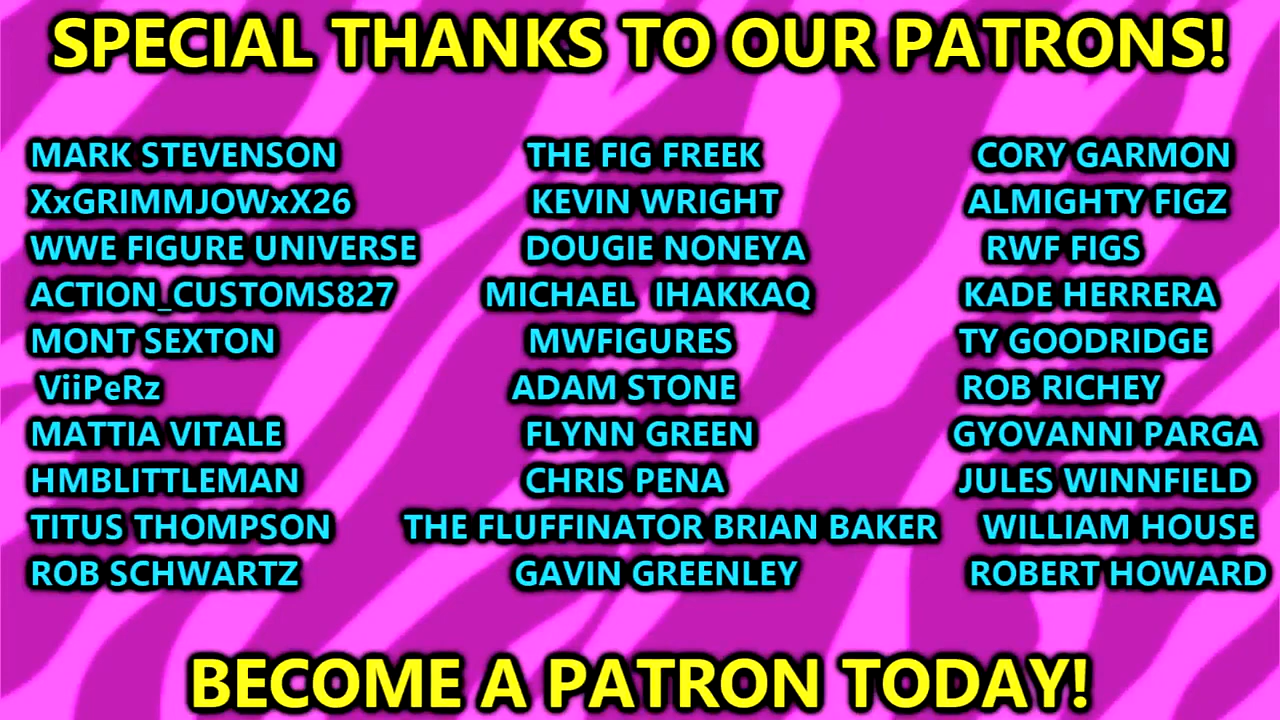 SPECIAL THANKS TO OUR PATRONS!
MARK STEVENSON THE FIG FREEK CORY GARMON
XxGRIMMJOWxX26 KEVIN WRIGHT ALMIGHTY FIGZ
WWE FIGURE UNIVERSE DOUGIE NONEYA RWF FIGS
ACTION_CUSTOMS827 MICHAEL IHAKKAQ KADE HERRERA
MONT SEXTON MWFIGURES TY GOODRIDGE
ViiPeRz ADAM STONE ROB RICHEY
MATTIA VITALE FLYNN GREEN GYOVANNI PARGA
HMBLITTLEMAN CHRIS PENA JULES WINNFIELD
TITUS THOMPSON THE FLUFFINATOR BRIAN BAKER WILLIAM HOUSE
ROB SCHWARTZ GAVIN GREENLEY ROBERT HOWARD
BECOME A PATRON TODAY!